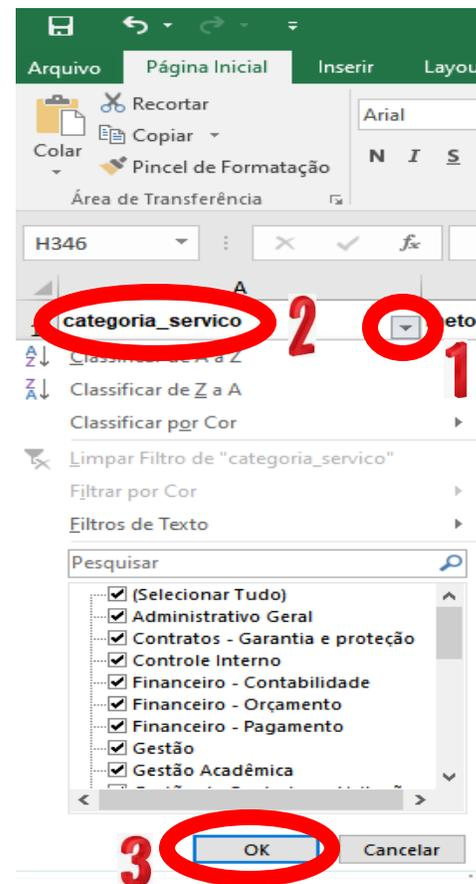 Arquivo Página Inicial Inserir Layou
Recortar
Copiar
Colar
Pincel de Formatação
Área de Transferência
Arial
N I S
H346 fx
A
categoria_servico 2
1
Classificar de A a Z
Classificar de Z a A
Classificar por Cor
Limpar Filtro de "categoria_servico"
Filtrar por Cor
Filtros de Texto
Pesquisar
(Selecionar Tudo)
Administrativo Geral
Contratos - Garantia e proteção
Controle Interno
Financeiro - Contabilidade
Financeiro - Orçamento
Financeiro - Pagamento
Gestão
Gestão Acadêmica
3 OK Cancelar